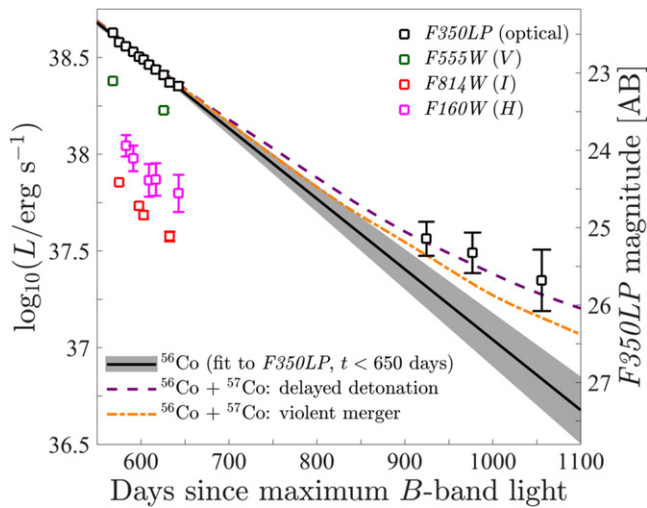 F350LP (optical)
F555W (V)
F814W (I)
F160W (H)
38.5
38
37.5
37
36.5
log₁₀(L/erg s⁻¹)
23
24
25
26
27
F350LP magnitude [AB]
⁵⁶Co (fit to F350LP, t < 650 days)
⁵⁶Co + ⁵⁷Co: delayed detonation
⁵⁶Co + ⁵⁷Co: violent merger
600 700 800 900 1000 1100
Days since maximum B-band light